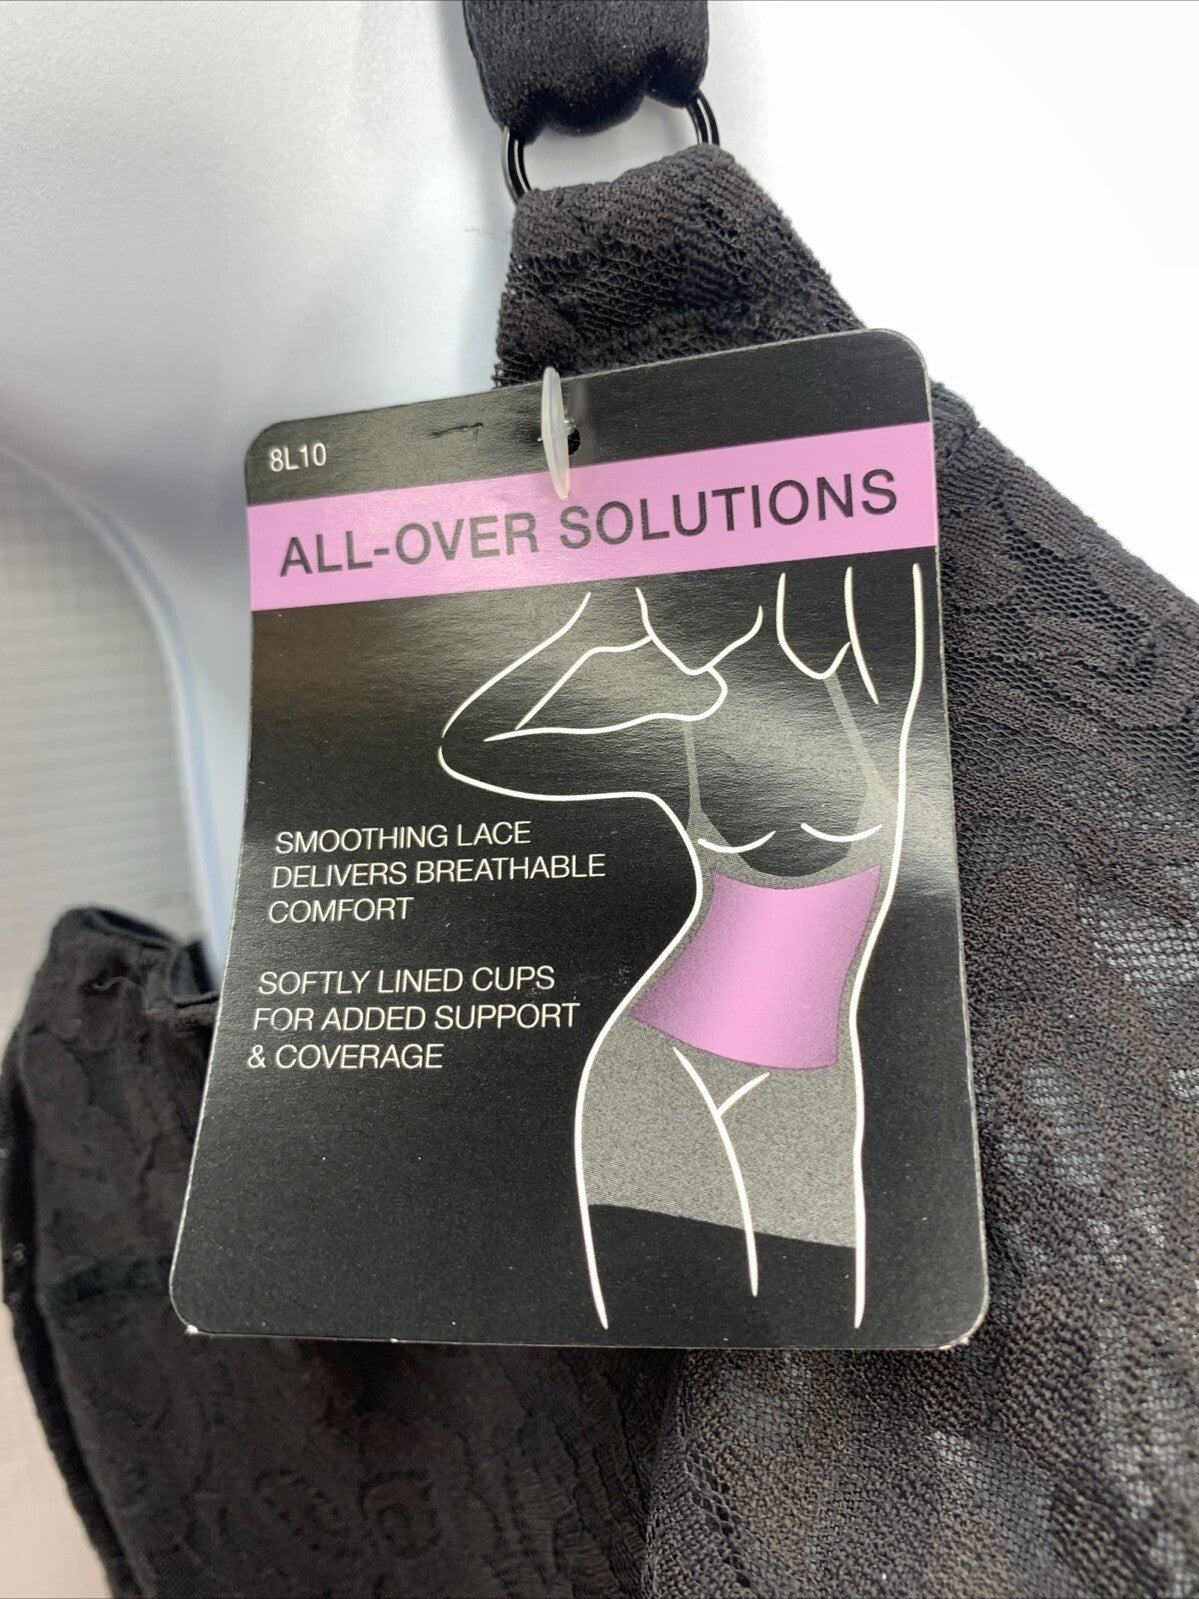 8L10
ALL-OVER SOLUTIONS
SMOOTHING LACE
DELIVERS BREATHABLE
COMFORT
SOFTLY LINED CUPS
FOR ADDED SUPPORT
& COVERAGE